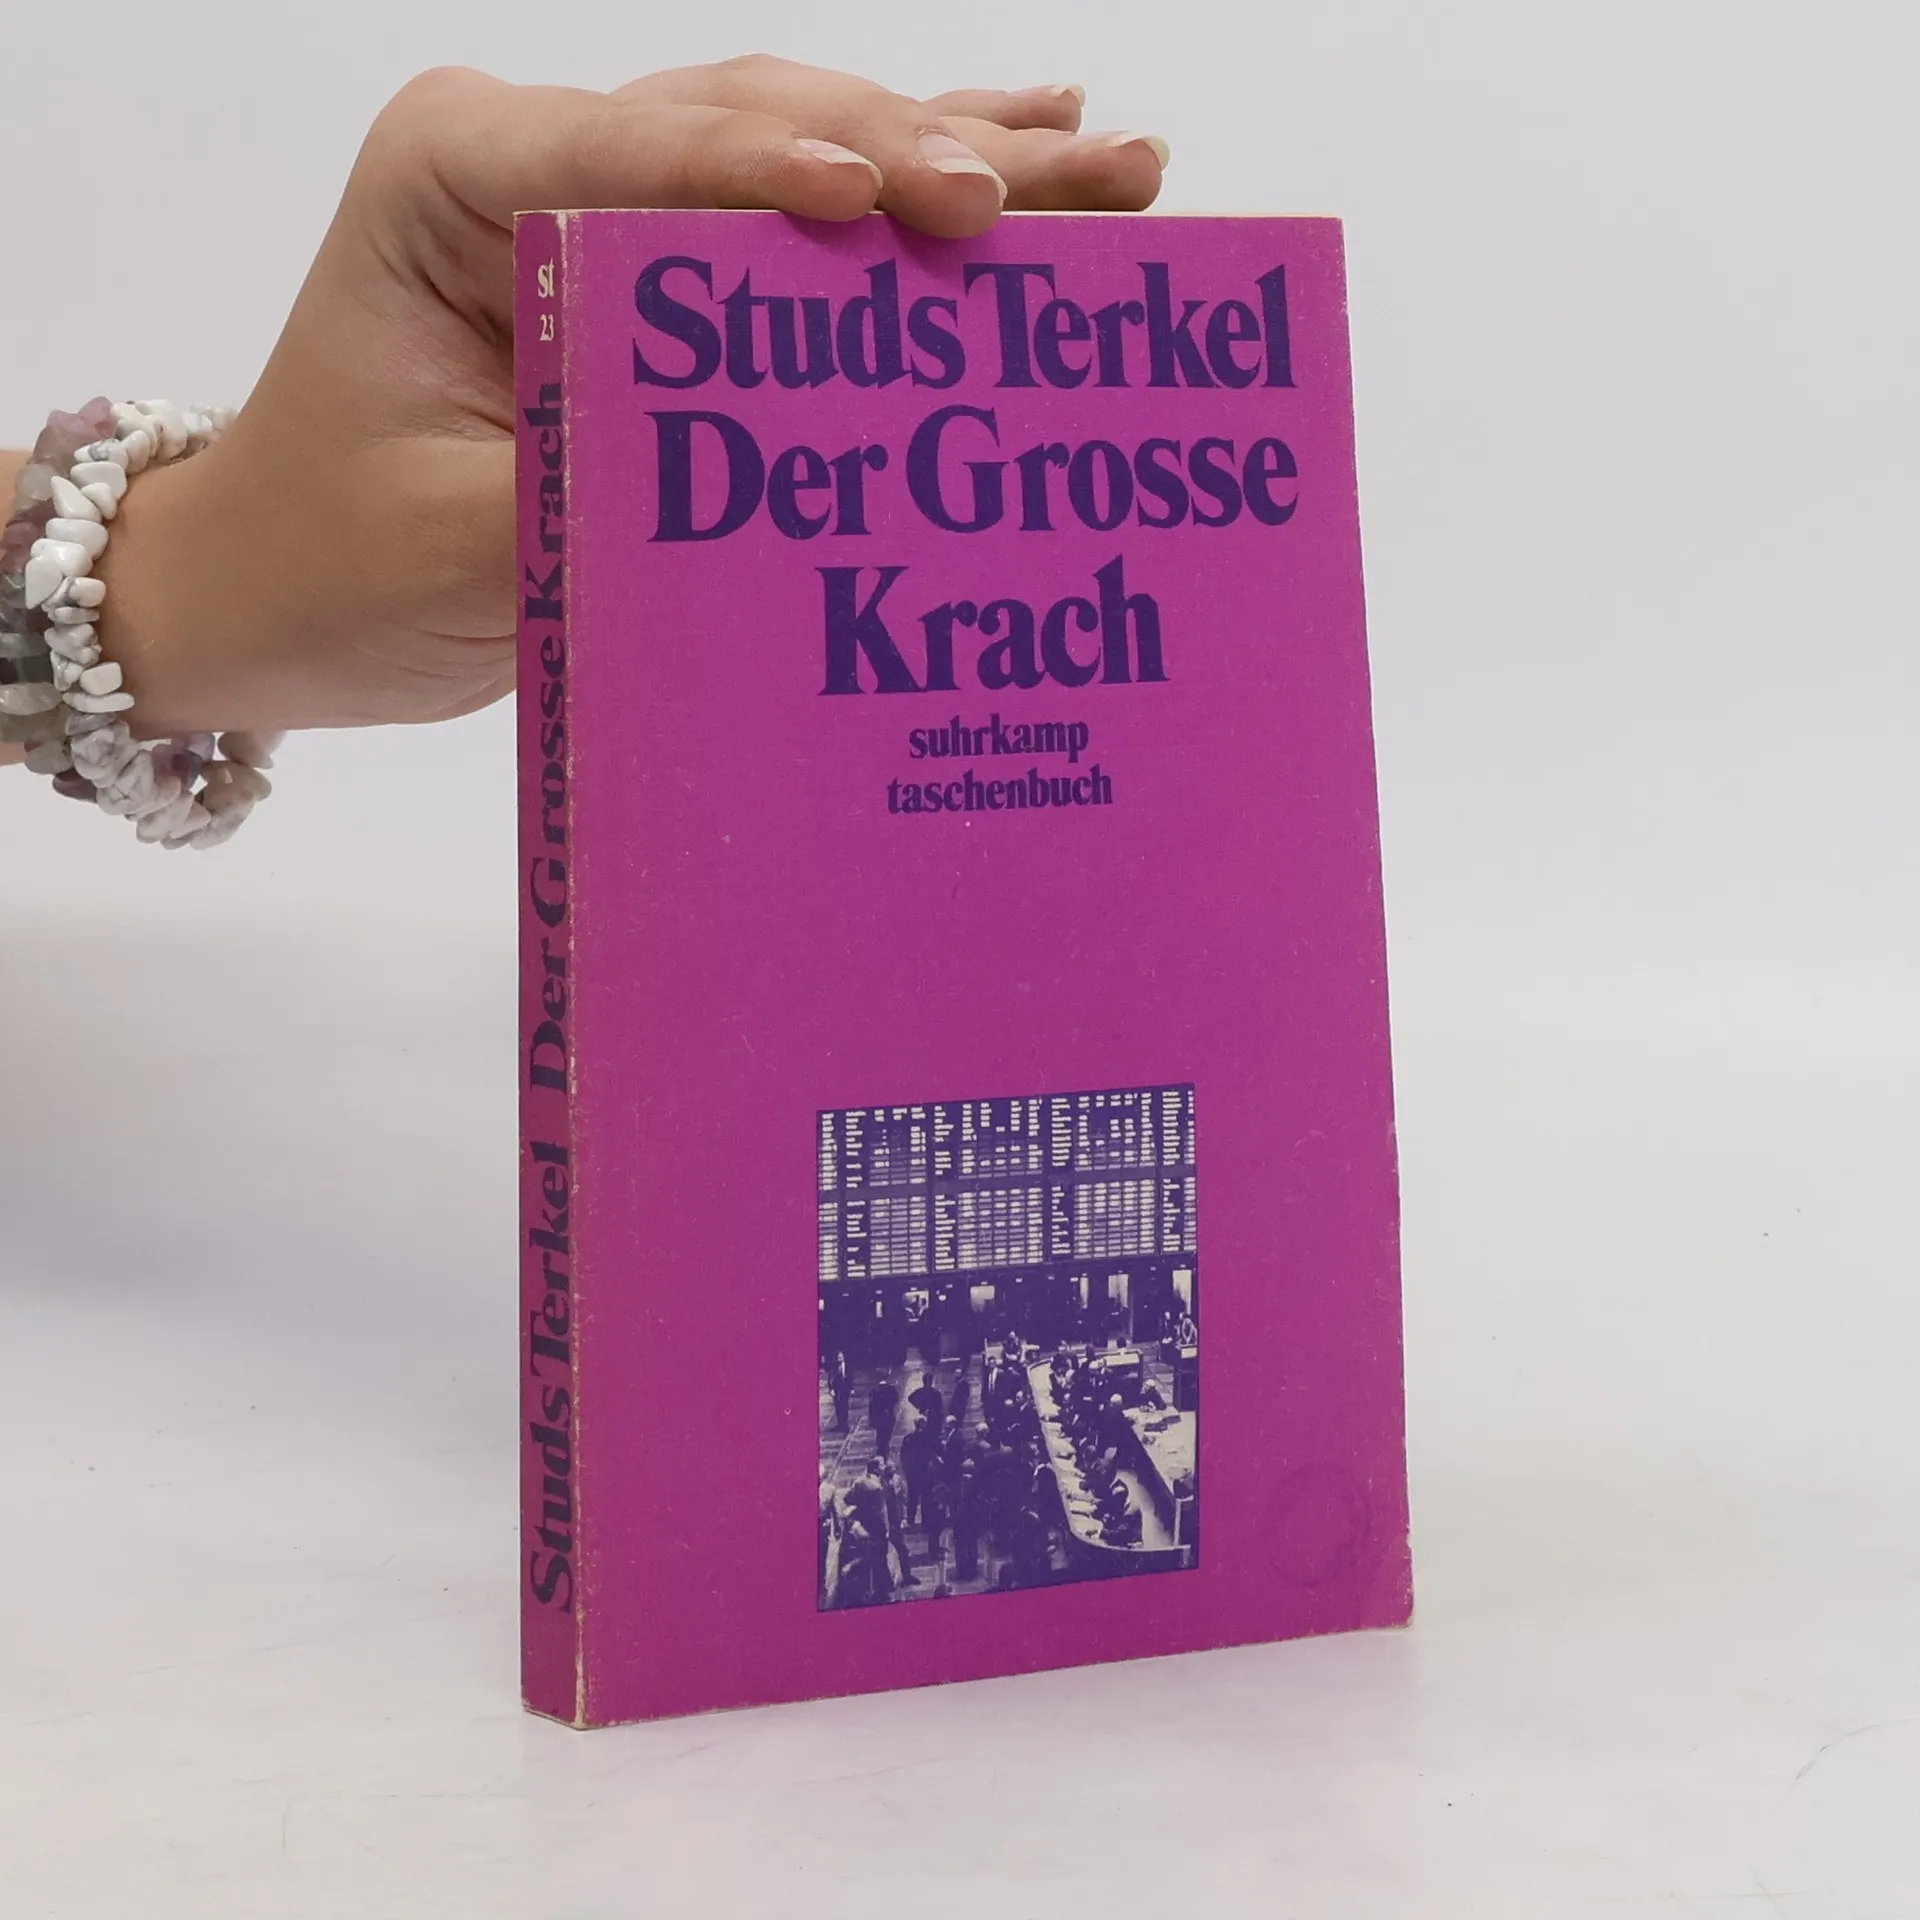 Studs Terkel
Der Grosse
Krach
suhrkamp
taschenbuch
st
23
Studs Terkel Der Grosse Krach